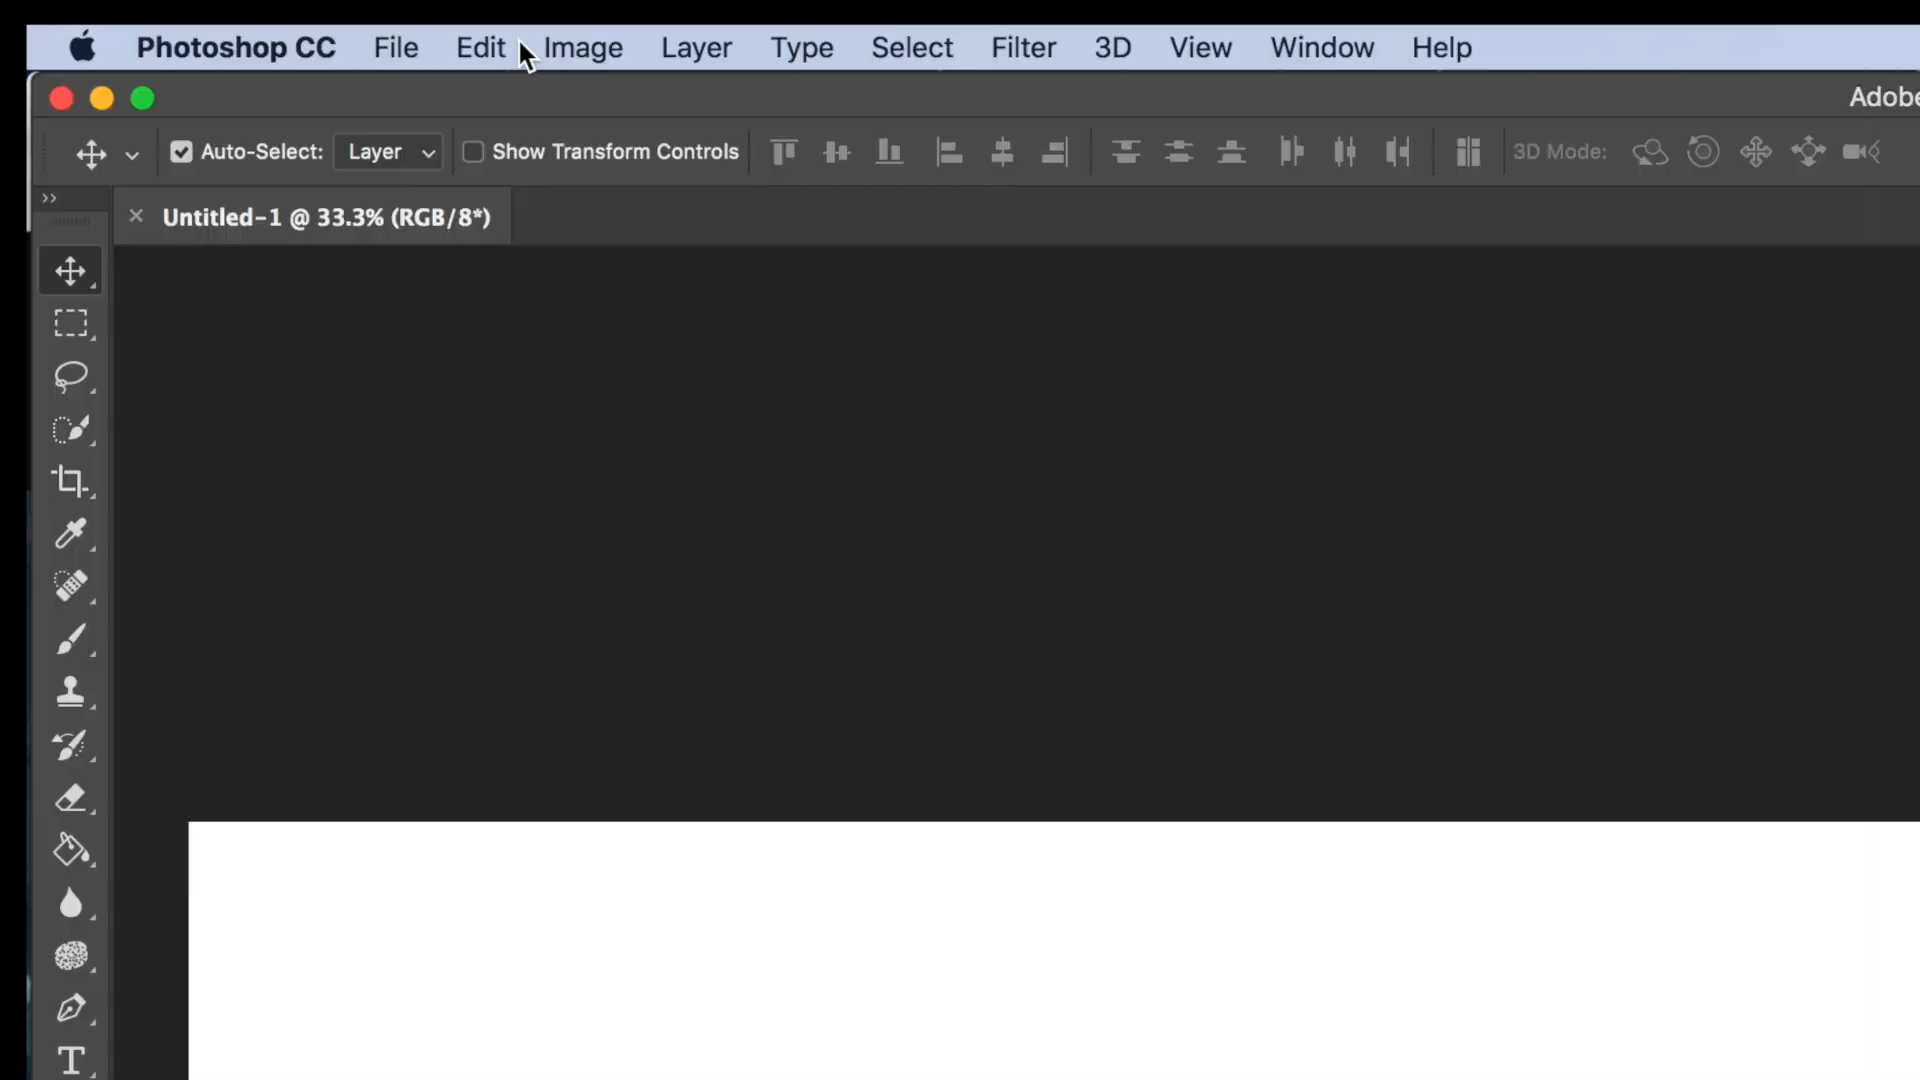 Photoshop CC File Edit Image Layer Type Select Filter 3D View Window Help
Adobe
Auto-Select: Layer Show Transform Controls 3D Mode:
Untitled-1 @ 33.3% (RGB/8*)